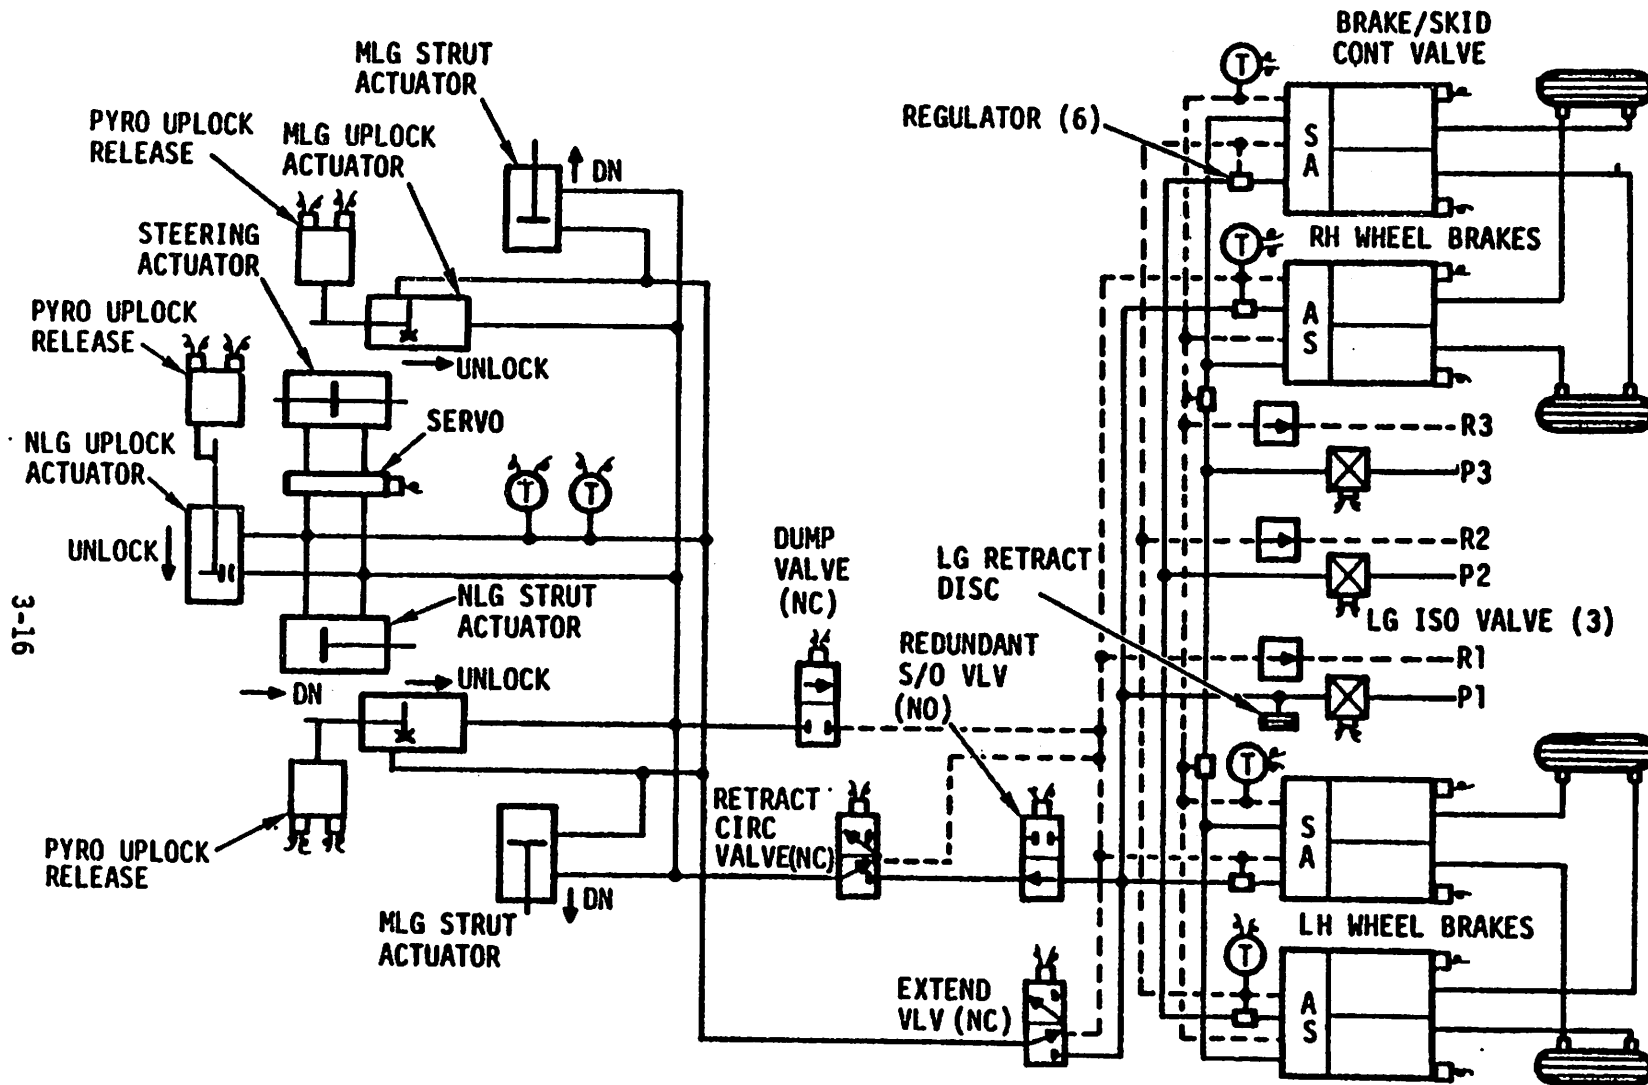 BRAKE/SKID
CONT VALVE
MLG STRUT
ACTUATOR
PYRO UPLOCK
RELEASE
MLG UPLOCK
ACTUATOR
REGULATOR (6)
T
DN
S
A
STEERING
ACTUATOR
RH WHEEL BRAKES
T
PYRO UPLOCK
RELEASE
A
S
UNLOCK
SERVO
R3
NLG UPLOCK
ACTUATOR
P3
T
T
UNLOCK
DUMP
VALVE
(NC)
LG RETRACT
DISC
R2
P2
NLG STRUT
ACTUATOR
LG ISO VALVE (3)
3-16
REDUNDANT
S/O VLV
(NO)
R1
P1
UNLOCK
DN
T
RETRACT
CIRC
VALVE(NC)
S
A
PYRO UPLOCK
RELEASE
DN
MLG STRUT
ACTUATOR
LH WHEEL BRAKES
T
EXTEND
VLV (NC)
A
S